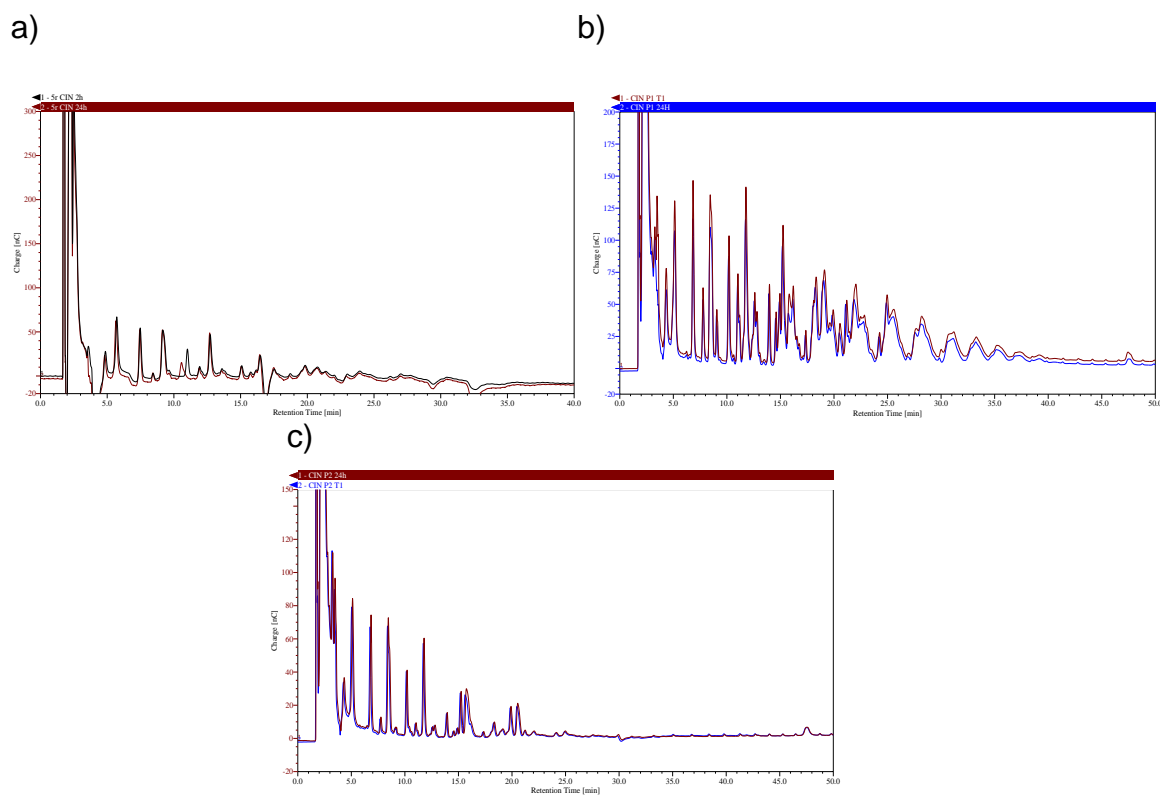 a)
1 - 5r CIN 2h
2 - 5r CIN 24h
300
250
200
150
100
50
-20
Charge [nC]
0.0 5.0 10.0 15.0 20.0 25.0 30.0 35.0 40.0
Retention Time [min]
b)
1 - CIN P1 T1
2 - CIN P1 24H
200
175
150
125
100
75
50
25
-20
Charge [nC]
0.0 5.0 10.0 15.0 20.0 25.0 30.0 35.0 40.0 45.0 50.0
Retention Time [min]
c)
1 - CIN P2 24h
2 - CIN P2 T1
150
120
100
80
60
40
20
0
-20
Charge [nC]
0.0 5.0 10.0 15.0 20.0 25.0 30.0 35.0 40.0 45.0 50.0
Retention Time [min]